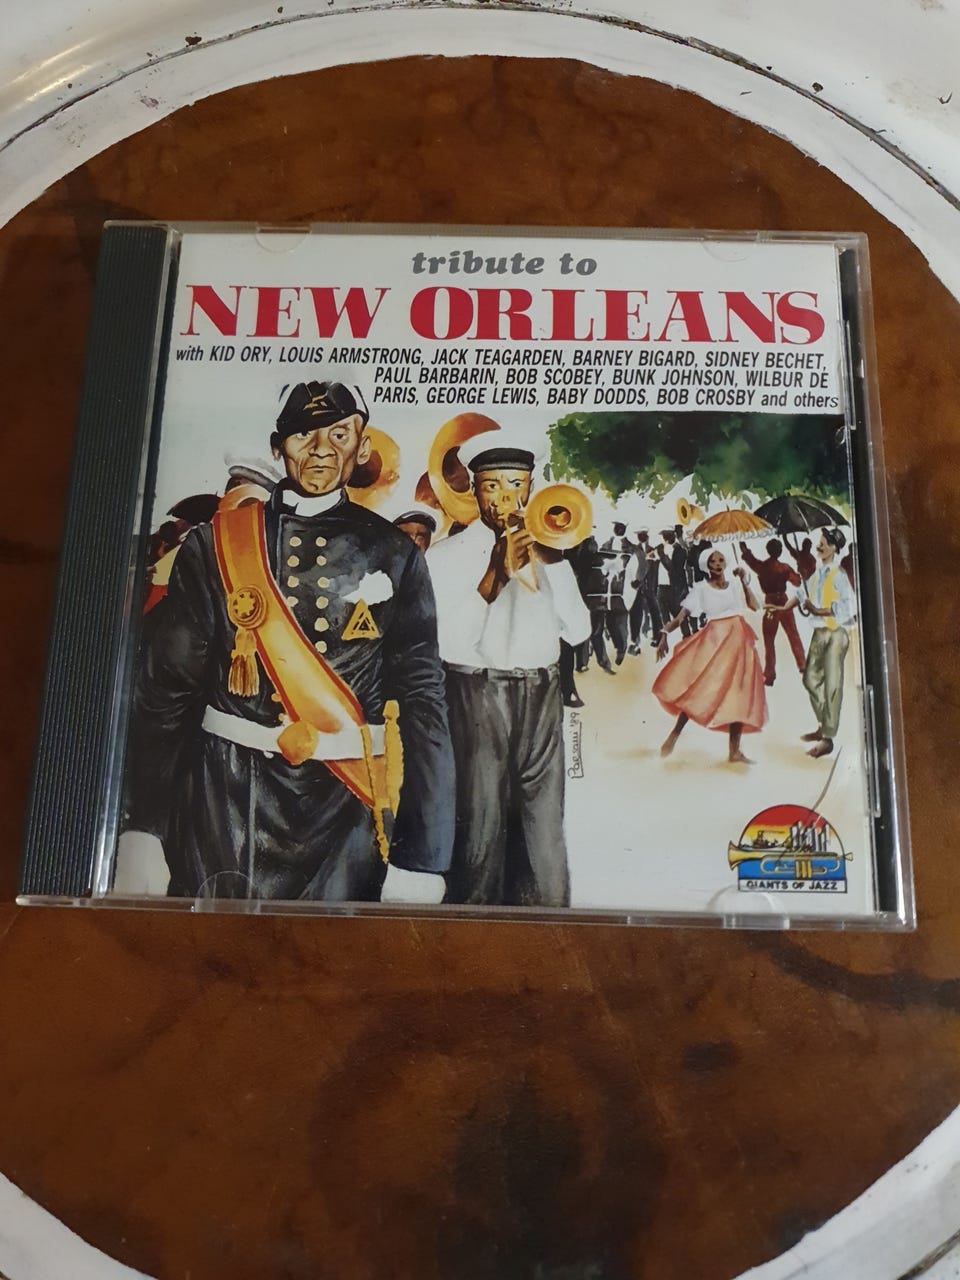 tribute to
NEW ORLEANS
with KID ORY, LOUIS ARMSTRONG, JACK TEAGARDEN, BARNEY BIGARD, SIDNEY BECHET,
PAUL BARBARIN, BOB SCOBEY, BUNK JOHNSON, WILBUR DE
PARIS, GEORGE LEWIS, BABY DODDS, BOB CROSBY and others
GIANTS OF JAZZ